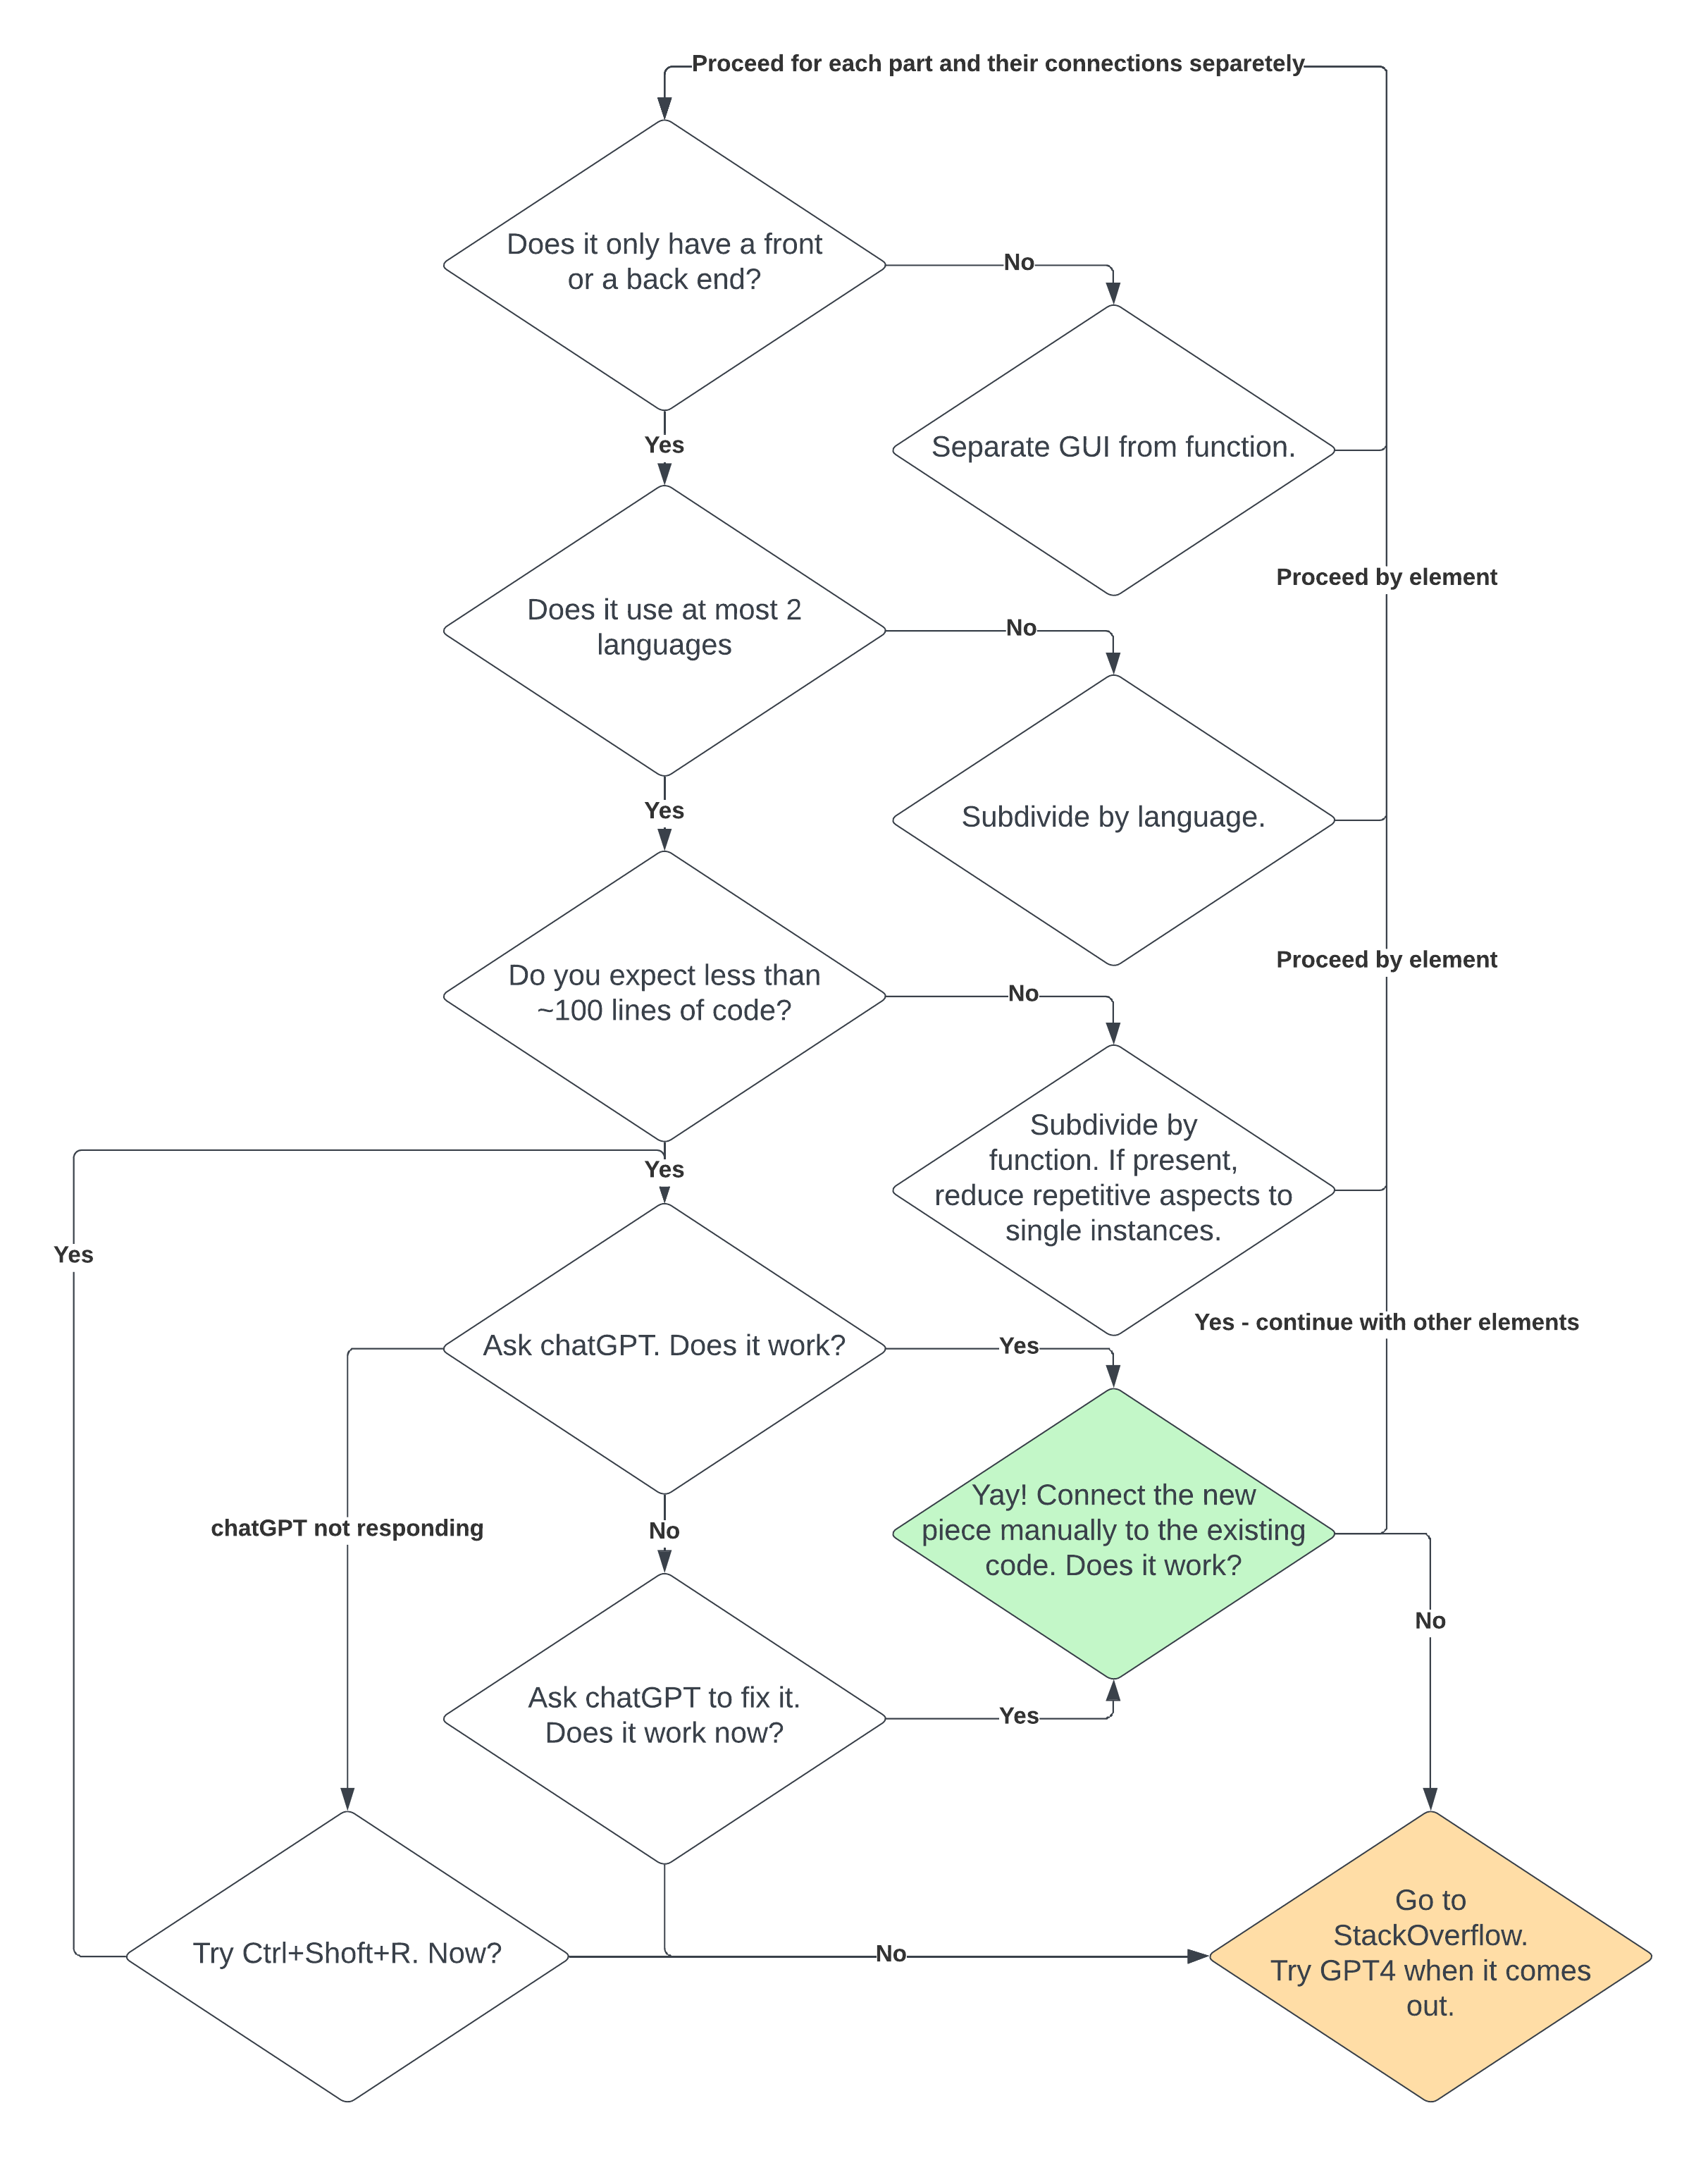 Proceed for each part and their connections separetely
Does it only have a front
or a back end?
No
Separate GUI from function.
Yes
Proceed by element
Does it use at most 2
languages
No
Subdivide by language.
Yes
Proceed by element
Do you expect less than
~100 lines of code?
No
Subdivide by
function. If present,
reduce repetitive aspects to
single instances.
Yes
Yes
Yes - continue with other elements
Ask chatGPT. Does it work?
Yes
Yay! Connect the new
piece manually to the existing
code. Does it work?
chatGPT not responding
No
No
Ask chatGPT to fix it.
Does it work now?
Yes
Try Ctrl+Shoft+R. Now?
No
Go to
StackOverflow.
Try GPT4 when it comes
out.